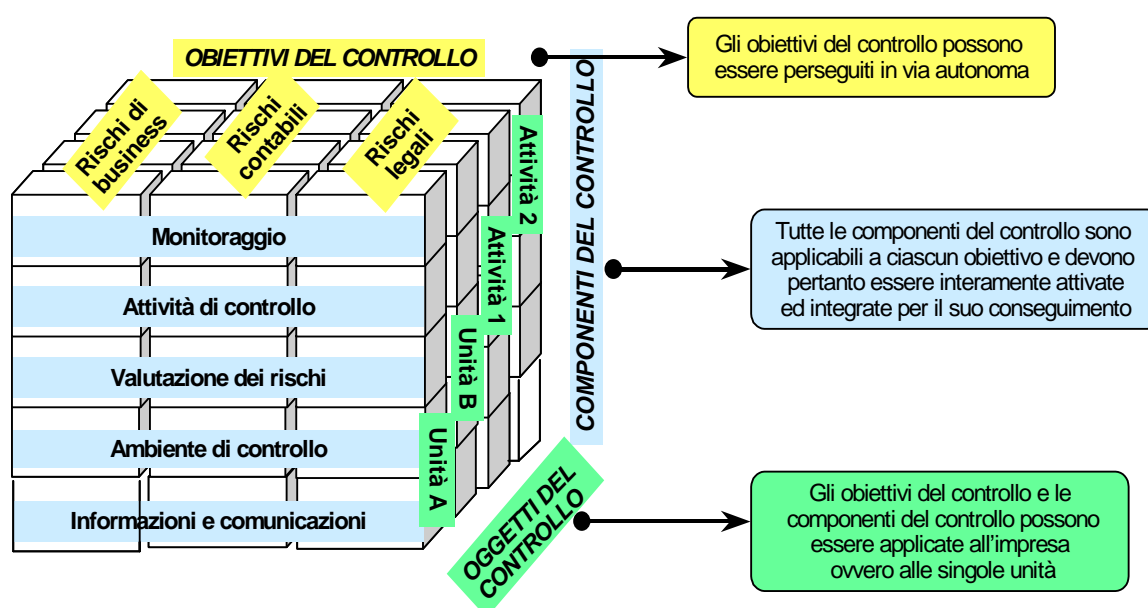 OBIETTIVI DEL CONTROLLO
Gli obiettivi del controllo possono
essere perseguiti in via autonoma
Rischi di
business
Rischi
contabili
Rischi
legali
Attività 2
Attività 1
Unità B
Unità A
COMPONENTI DEL CONTROLLO
Monitoraggio
Attività di controllo
Valutazione dei rischi
Ambiente di controllo
Informazioni e comunicazioni
Tutte le componenti del controllo sono
applicabili a ciascun obiettivo e devono
pertanto essere interamente attivate
ed integrate per il suo conseguimento
OGGETTI DEL
CONTROLLO
Gli obiettivi del controllo e le
componenti del controllo possono
essere applicate all'impresa
ovvero alle singole unità